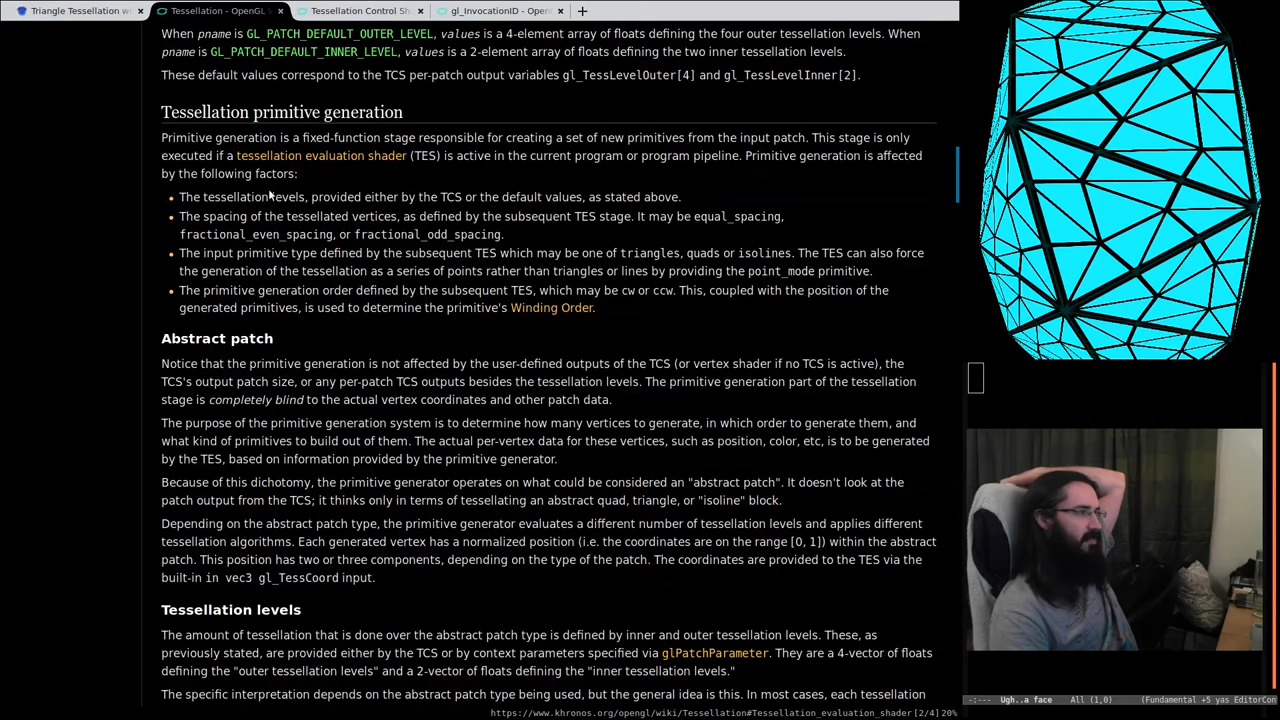 Triangle Tessellation wi
Tessellation - OpenGL
Tessellation Control Sha
gl_InvocationID - OpenG
When pname is GL_PATCH_DEFAULT_OUTER_LEVEL, values is a 4-element array of floats defining the four outer tessellation levels. When
pname is GL_PATCH_DEFAULT_INNER_LEVEL, values is a 2-element array of floats defining the two inner tessellation levels.
These default values correspond to the TCS per-patch output variables gl_TessLevelOuter[4] and gl_TessLevelInner[2].
Tessellation primitive generation
Primitive generation is a fixed-function stage responsible for creating a set of new primitives from the input patch. This stage is only
executed if a tessellation evaluation shader (TES) is active in the current program or program pipeline. Primitive generation is affected
by the following factors:
• The tessellation levels, provided either by the TCS or the default values, as stated above.
• The spacing of the tessellated vertices, as defined by the subsequent TES stage. It may be equal_spacing,
fractional_even_spacing, or fractional_odd_spacing.
• The input primitive type defined by the subsequent TES which may be one of triangles, quads or isolines. The TES can also force
the generation of the tessellation as a series of points rather than triangles or lines by providing the point_mode primitive.
• The primitive generation order defined by the subsequent TES, which may be cw or ccw. This, coupled with the position of the
generated primitives, is used to determine the primitive's Winding Order.
Abstract patch
Notice that the primitive generation is not affected by the user-defined outputs of the TCS (or vertex shader if no TCS is active), the
TCS's output patch size, or any per-patch TCS outputs besides the tessellation levels. The primitive generation part of the tessellation
stage is completely blind to the actual vertex coordinates and other patch data.
The purpose of the primitive generation system is to determine how many vertices to generate, in which order to generate them, and
what kind of primitives to build out of them. The actual per-vertex data for these vertices, such as position, color, etc, is to be generated
by the TES, based on information provided by the primitive generator.
Because of this dichotomy, the primitive generator operates on what could be considered an "abstract patch". It doesn't look at the
patch output from the TCS; it thinks only in terms of tessellating an abstract quad, triangle, or "isoline" block.
Depending on the abstract patch type, the primitive generator evaluates a different number of tessellation levels and applies different
tessellation algorithms. Each generated vertex has a normalized position (i.e. the coordinates are on the range [0, 1]) within the abstract
patch. This position has two or three components, depending on the type of the patch. The coordinates are provided to the TES via the
built-in in vec3 gl_TessCoord input.
Tessellation levels
The amount of tessellation that is done over the abstract patch type is defined by inner and outer tessellation levels. These, as
previously stated, are provided either by the TCS or by context parameters specified via glPatchParameter. They are a 4-vector of floats
defining the "outer tessellation levels" and a 2-vector of floats defining the "inner tessellation levels."
The specific interpretation depends on the abstract patch type being used, but the general idea is this. In most cases, each tessellation
https://www.khronos.org/opengl/wiki/Tessellation#Tessellation_evaluation_shader [2/4] 20%
-:--- Ugh..a face All (1,0) (Fundamental +5 yas EditorCon